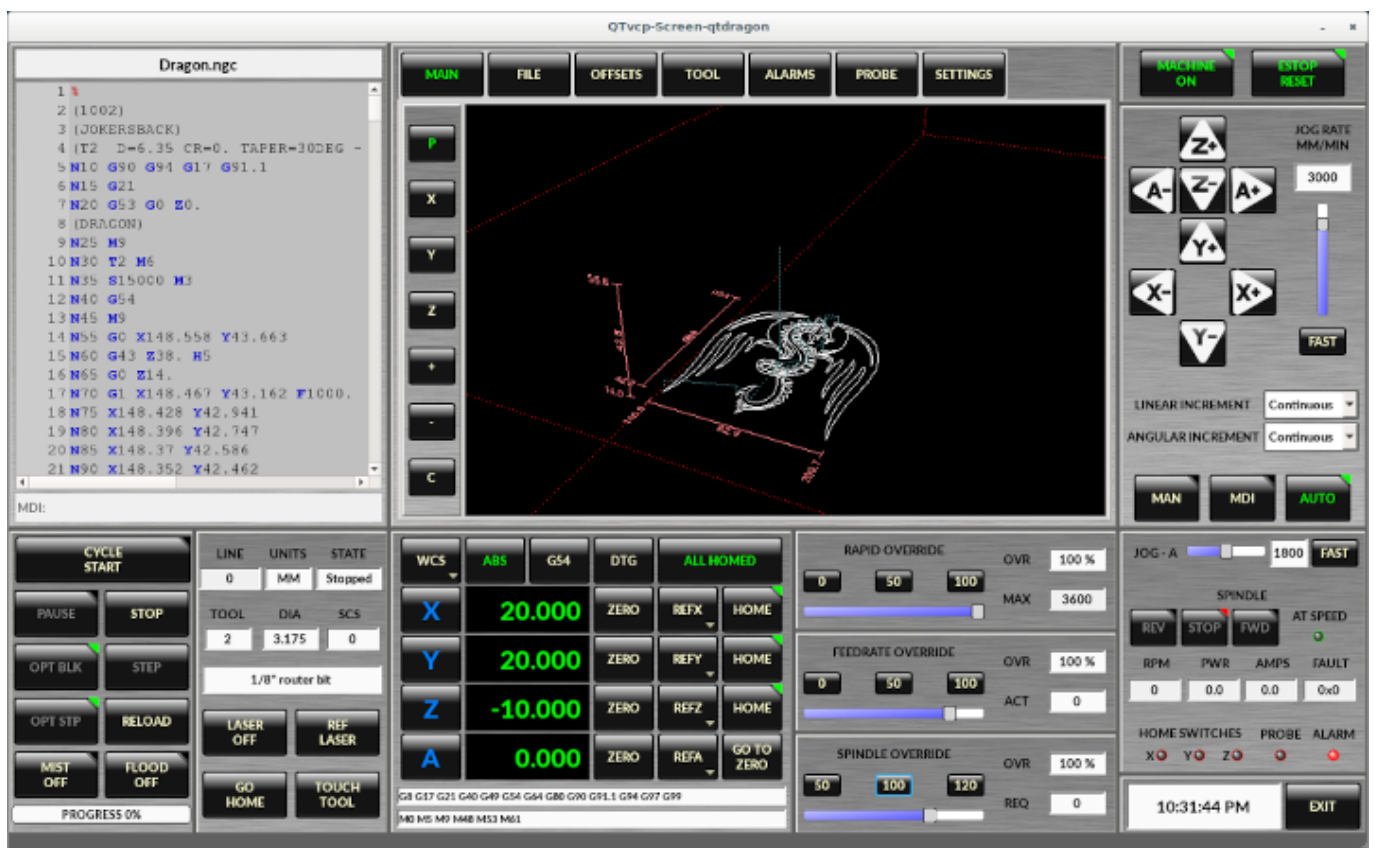 QTvcp-Screen-qtdragon
Dragon.ngc
1 %
2 (1002)
3 (JOKERSBACK)
4 (T2 D=6.35 CR=0. TAPER=30DEG -
5 N10 G90 G94 G17 G91.1
6 N15 G21
7 N20 G53 G0 Z0.
8 (DRAGON)
9 N25 M9
10 N30 T2 M6
11 N35 S15000 M3
12 N40 G54
13 N45 M9
14 N55 G0 X148.558 Y43.663
15 N60 G43 Z38. H5
16 N65 G0 Z14.
17 N70 G1 X148.467 Y43.162 F1000.
18 N75 X148.428 Y42.941
19 N80 X148.396 Y42.747
20 N85 X148.37 Y42.586
21 N90 X148.352 Y42.462
MDI:
MAIN FILE OFFSETS TOOL ALARMS PROBE SETTINGS
P
X
Y
Z
+
-
C
MACHINE ON
ESTOP RESET
JOG RATE
MM/MIN
3000
Z+
A- Z- A+
Y+
X- X+
Y-
FAST
LINEAR INCREMENT Continuous
ANGULAR INCREMENT Continuous
MAN MDI AUTO
CYCLE
START
PAUSE STOP
OPT BLK STEP
OPT STP RELOAD
MIST OFF FLOOD OFF
PROGRESS 0%
LINE UNITS STATE
0 MM Stopped
TOOL DIA SCS
2 3.175 0
1/8" router bit
LASER OFF REF LASER
GO HOME TOUCH TOOL
WCS ABS G54 DTG ALL HOMED
X 20.000 ZERO REFX HOME
Y 20.000 ZERO REFY HOME
Z -10.000 ZERO REFZ HOME
A 0.000 ZERO REFA GO TO ZERO
G8 G17 G21 G40 G49 G54 G64 G80 G90 G91.1 G94 G97 G99
M0 M5 M9 M48 M53 M61
RAPID OVERRIDE OVR 100 %
0 50 100
MAX 3600
FEEDRATE OVERRIDE OVR 100 %
0 50 100
ACT 0
SPINDLE OVERRIDE OVR 100 %
50 100 120
REQ 0
JOG - A 1800 FAST
SPINDLE
REV STOP FWD AT SPEED
RPM PWR AMPS FAULT
0 0.0 0.0 0x0
HOME SWITCHES PROBE ALARM
X Y Z
10:31:44 PM EXIT